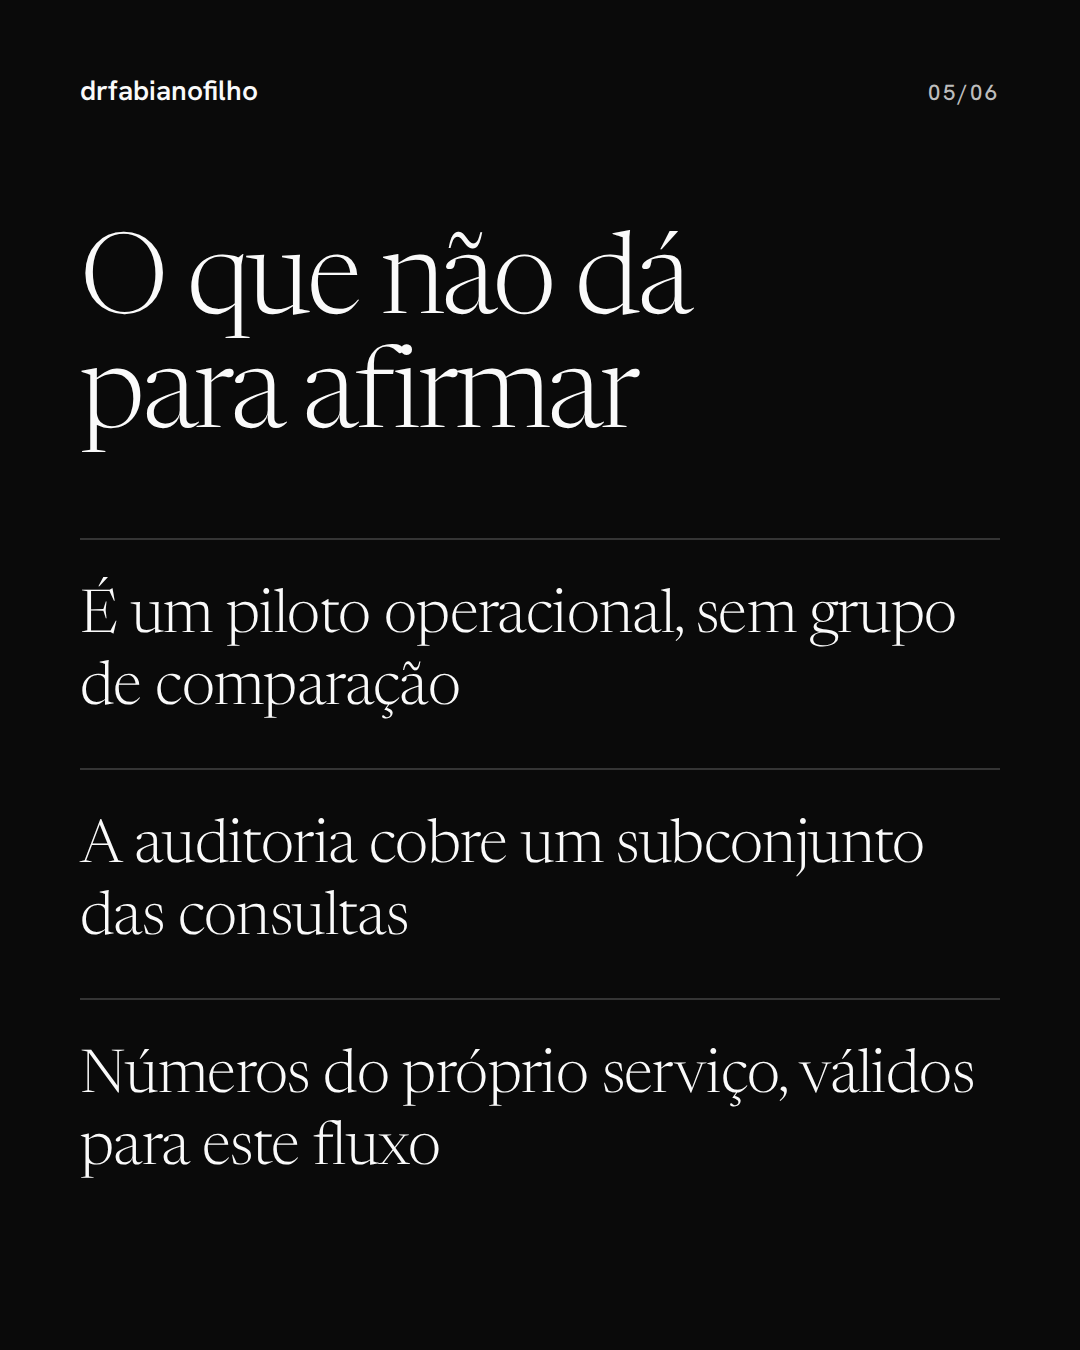 drfabianofilho
05/06
O que não dá
para afirmar
É um piloto operacional, sem grupo
de comparação
A auditoria cobre um subconjunto
das consultas
Números do próprio serviço, válidos
para este fluxo